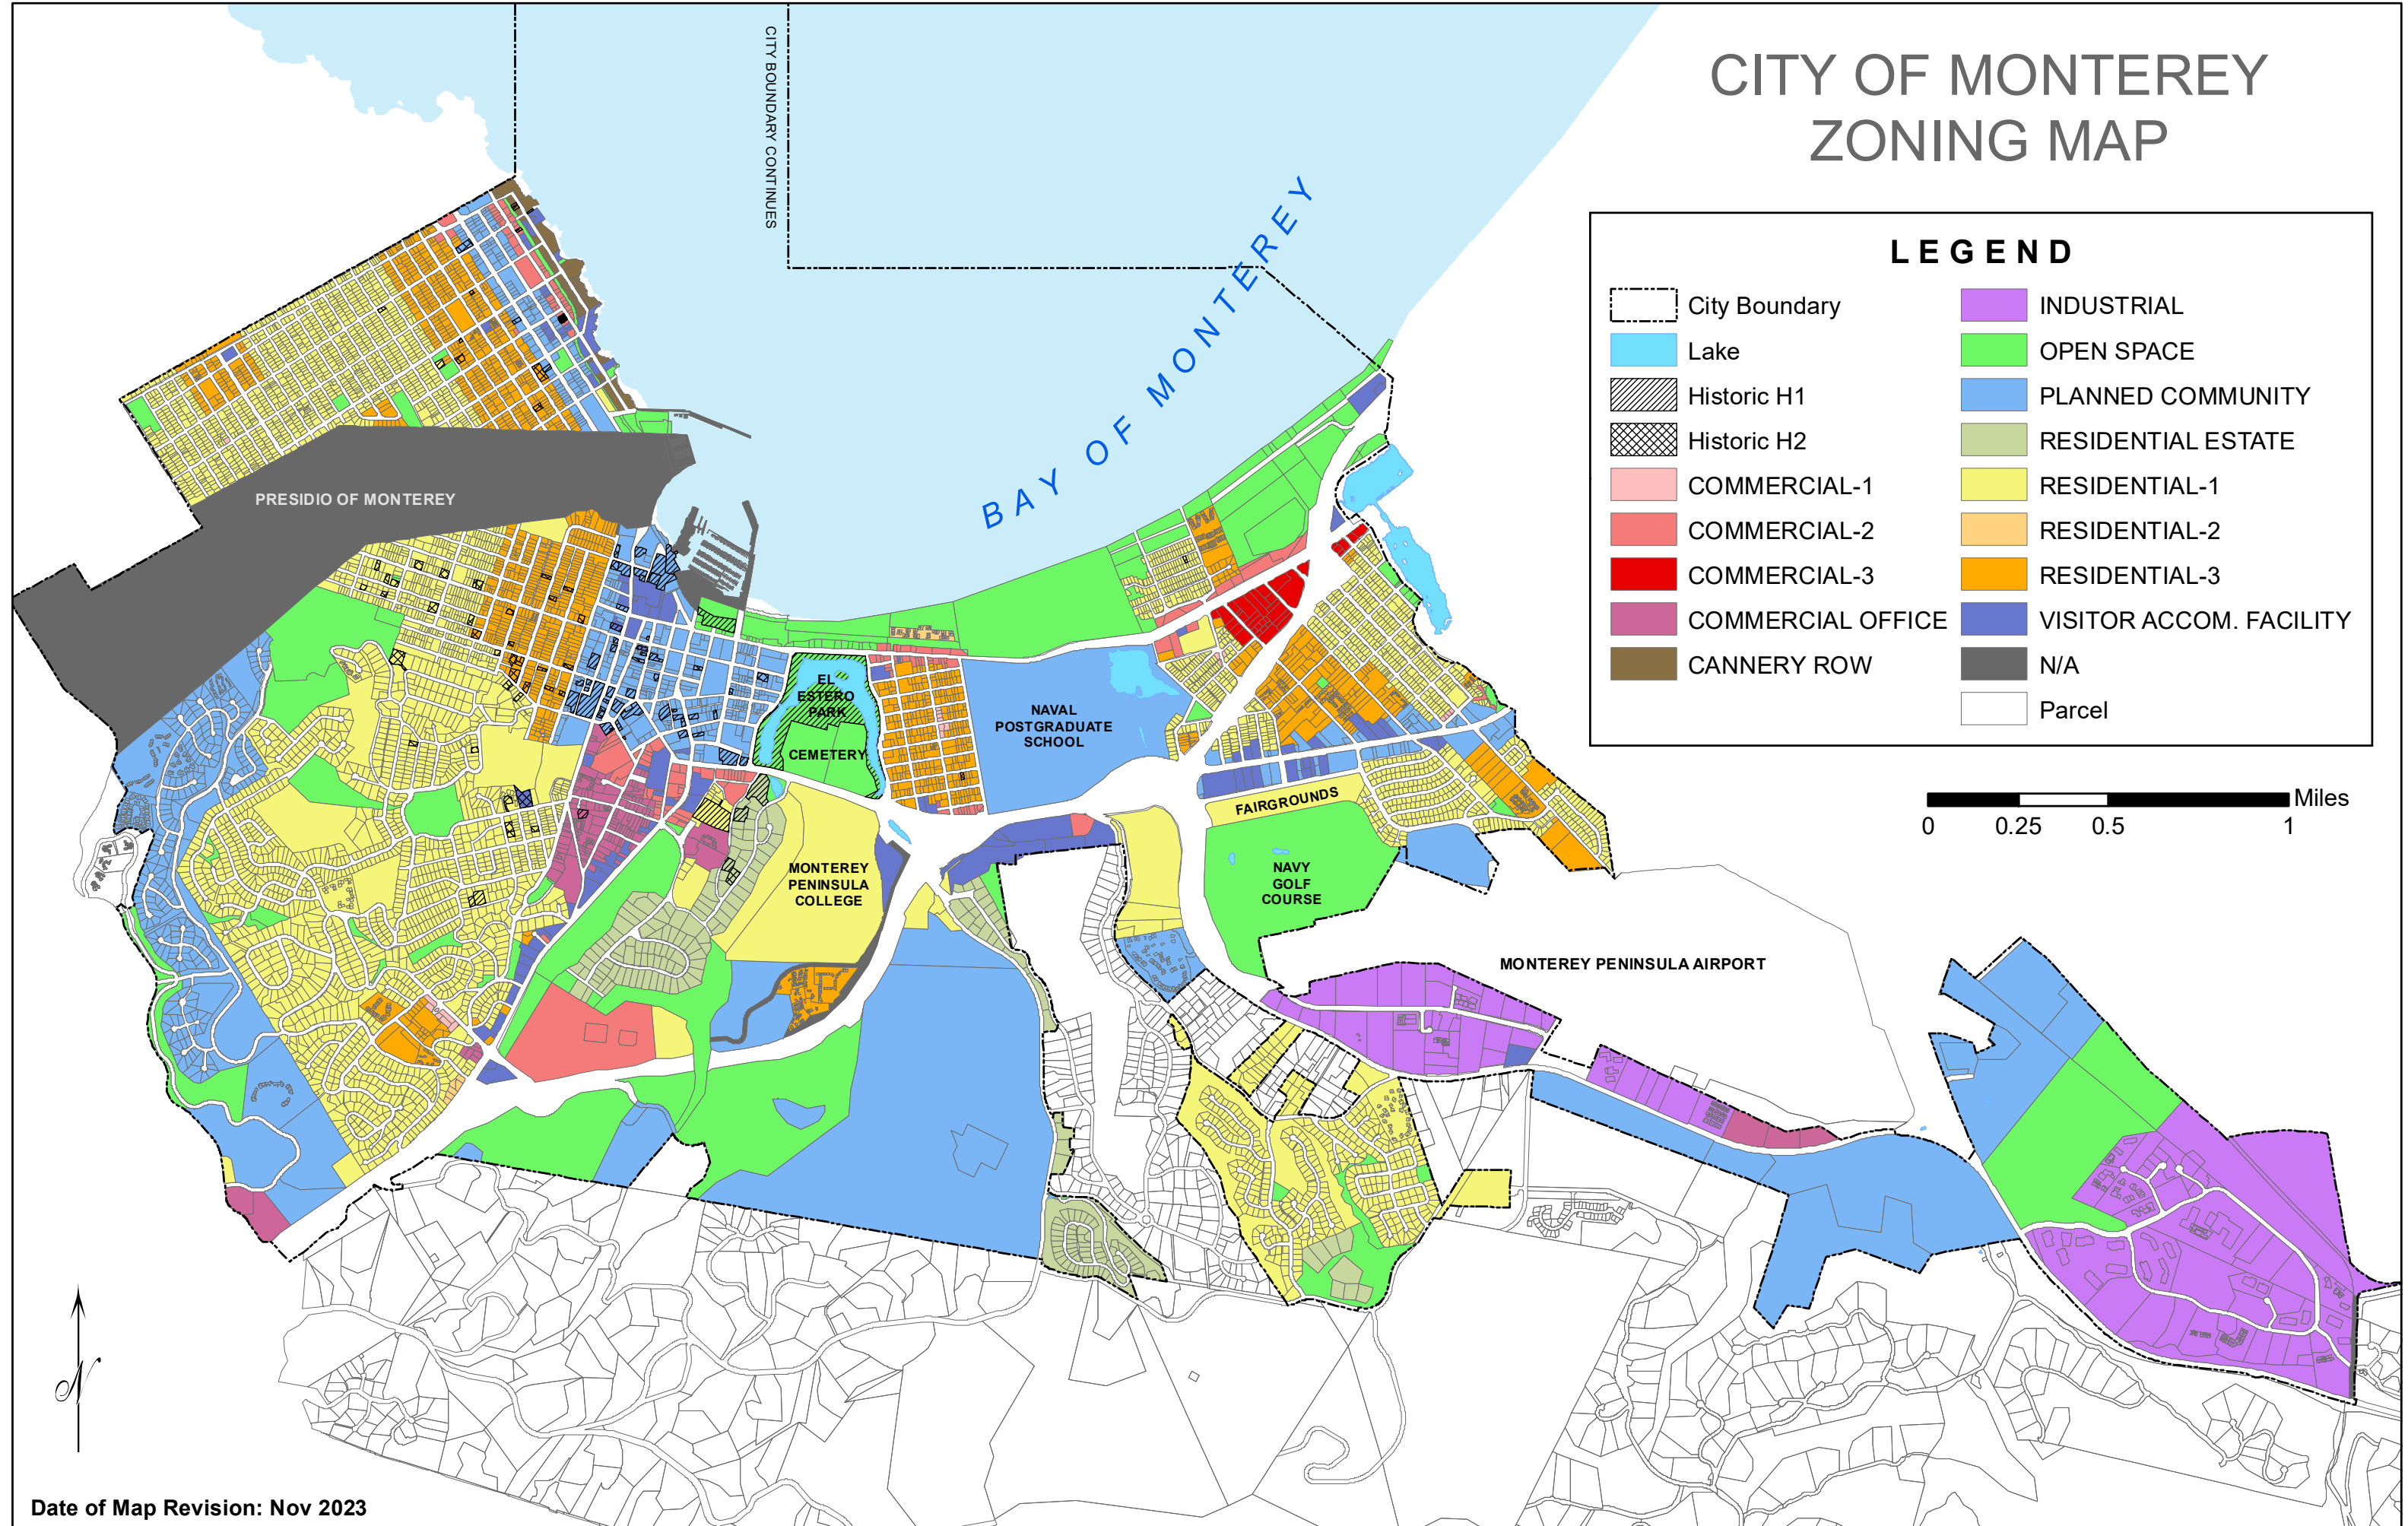 CITY OF MONTEREY
ZONING MAP
CITY BOUNDARY CONTINUES
BAY OF MONTEREY
LEGEND
City Boundary
Lake
Historic H1
Historic H2
COMMERCIAL-1
COMMERCIAL-2
COMMERCIAL-3
COMMERCIAL OFFICE
CANNERY ROW
INDUSTRIAL
OPEN SPACE
PLANNED COMMUNITY
RESIDENTIAL ESTATE
RESIDENTIAL-1
RESIDENTIAL-2
RESIDENTIAL-3
VISITOR ACCOM. FACILITY
N/A
Parcel
Miles
0 0.25 0.5 1
PRESIDIO OF MONTEREY
EL
ESTERO
PARK
CEMETERY
NAVAL
POSTGRADUATE
SCHOOL
FAIRGROUNDS
MONTEREY
PENINSULA
COLLEGE
NAVY
GOLF
COURSE
MONTEREY PENINSULA AIRPORT
N
Date of Map Revision: Nov 2023